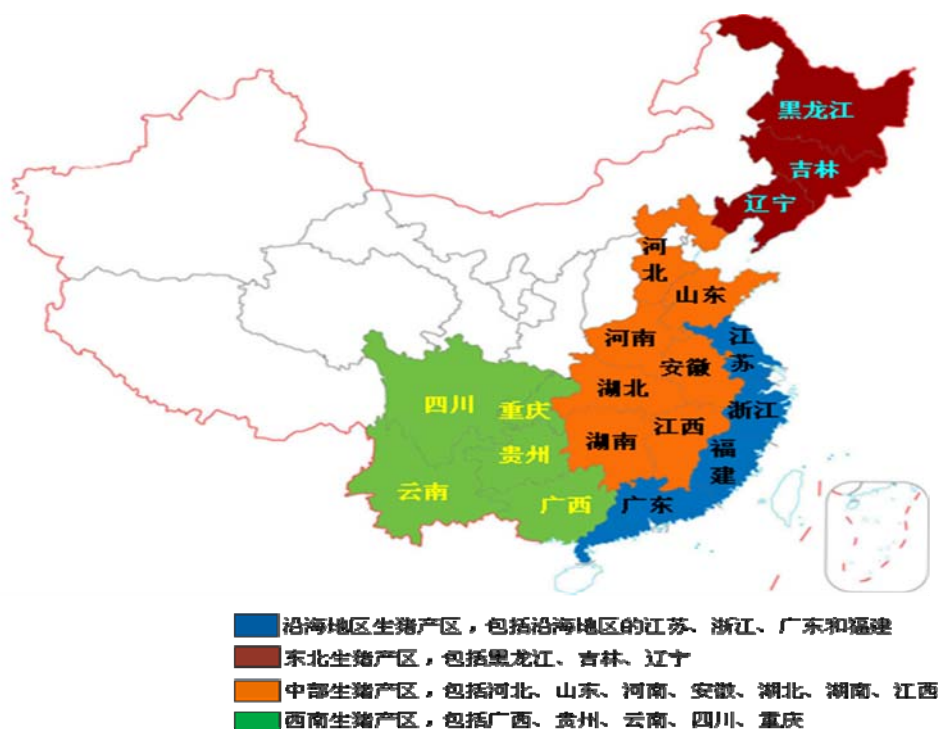 黑龙江
吉林
辽宁
河北
山东
河南
江苏
安徽
湖北
四川
重庆
浙江
江西
湖南
福建
贵州
云南
广西
广东
沿海地区生猪产区，包括沿海地区的江苏、浙江、广东和福建
东北生猪产区，包括黑龙江、吉林、辽宁
中部生猪产区，包括河北、山东、河南、安徽、湖北、湖南、江西
西南生猪产区，包括广西、贵州、云南、四川、重庆